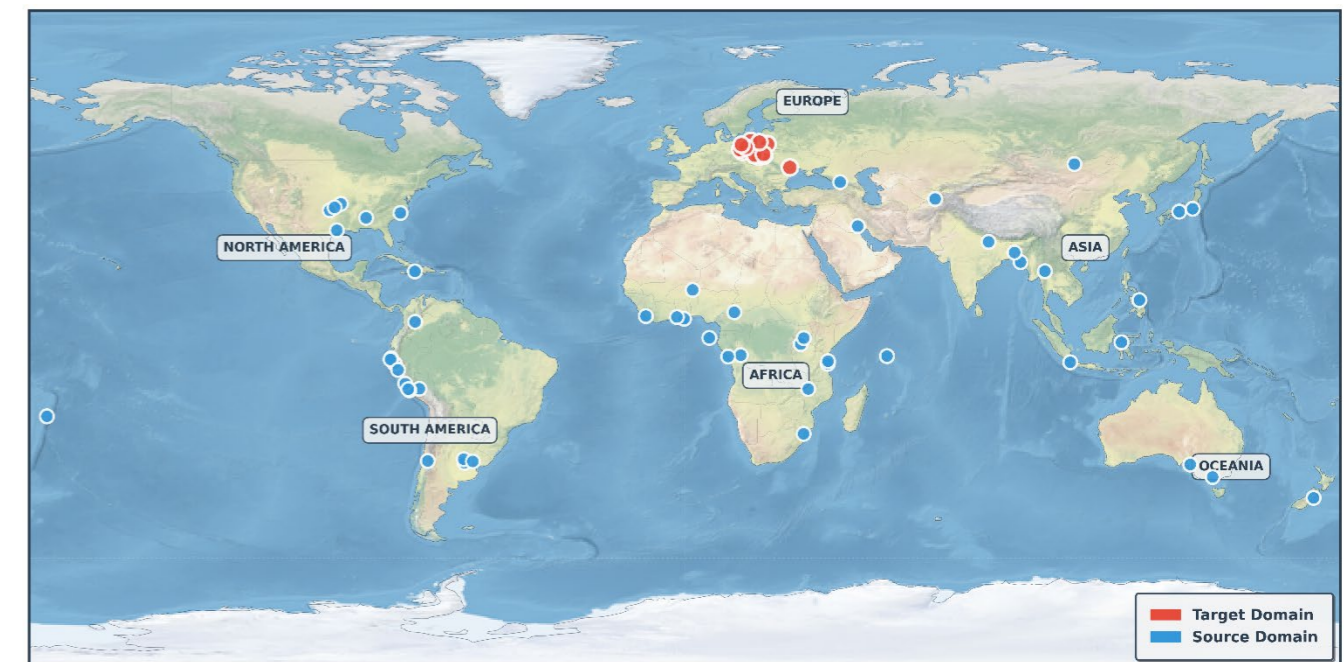 EUROPE
NORTH AMERICA
ASIA
AFRICA
SOUTH AMERICA
OCEANIA
Target Domain
Source Domain